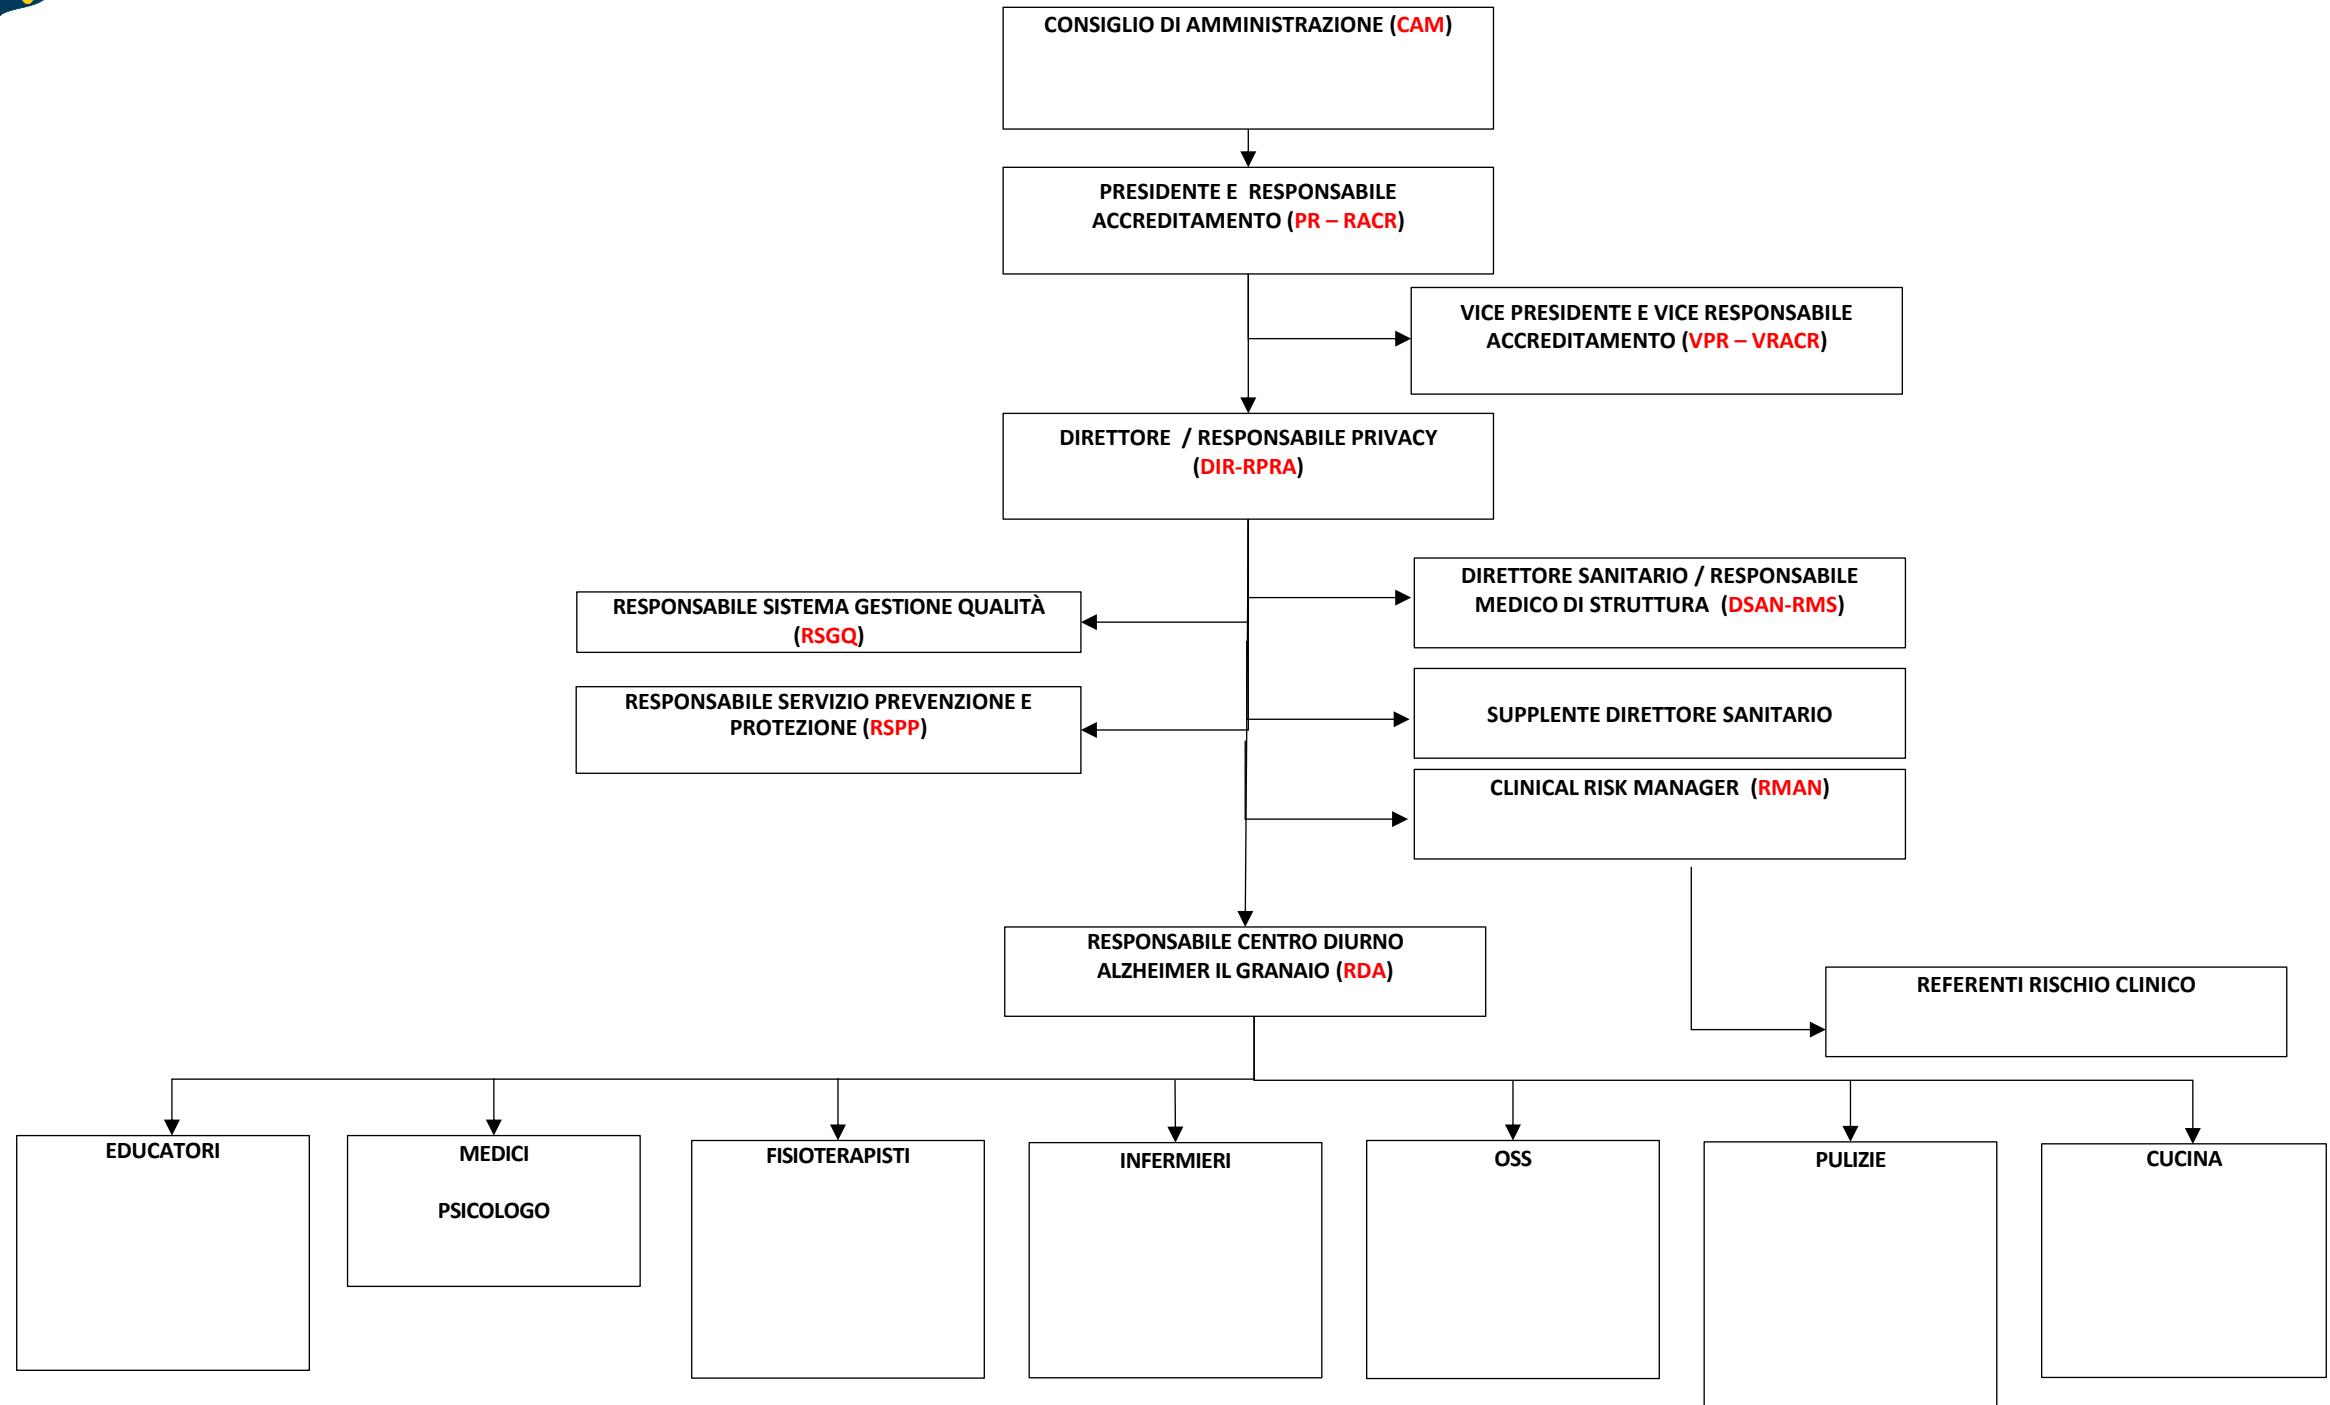 CONSIGLIO DI AMMINISTRAZIONE (CAM)
PRESIDENTE E RESPONSABILE
ACCREDITAMENTO (PR – RACR)
VICE PRESIDENTE E VICE RESPONSABILE
ACCREDITAMENTO (VPR – VRACR)
DIRETTORE / RESPONSABILE PRIVACY
(DIR-RPRA)
DIRETTORE SANITARIO / RESPONSABILE
MEDICO DI STRUTTURA (DSAN-RMS)
RESPONSABILE SISTEMA GESTIONE QUALITÀ
(RSGQ)
RESPONSABILE SERVIZIO PREVENZIONE E
PROTEZIONE (RSPP)
SUPPLENTE DIRETTORE SANITARIO
CLINICAL RISK MANAGER (RMAN)
RESPONSABILE CENTRO DIURNO
ALZHEIMER IL GRANAIO (RDA)
REFERENTI RISCHIO CLINICO
EDUCATORI
MEDICI
PSICOLOGO
FISIOTERAPISTI
INFERMIERI
OSS
PULIZIE
CUCINA